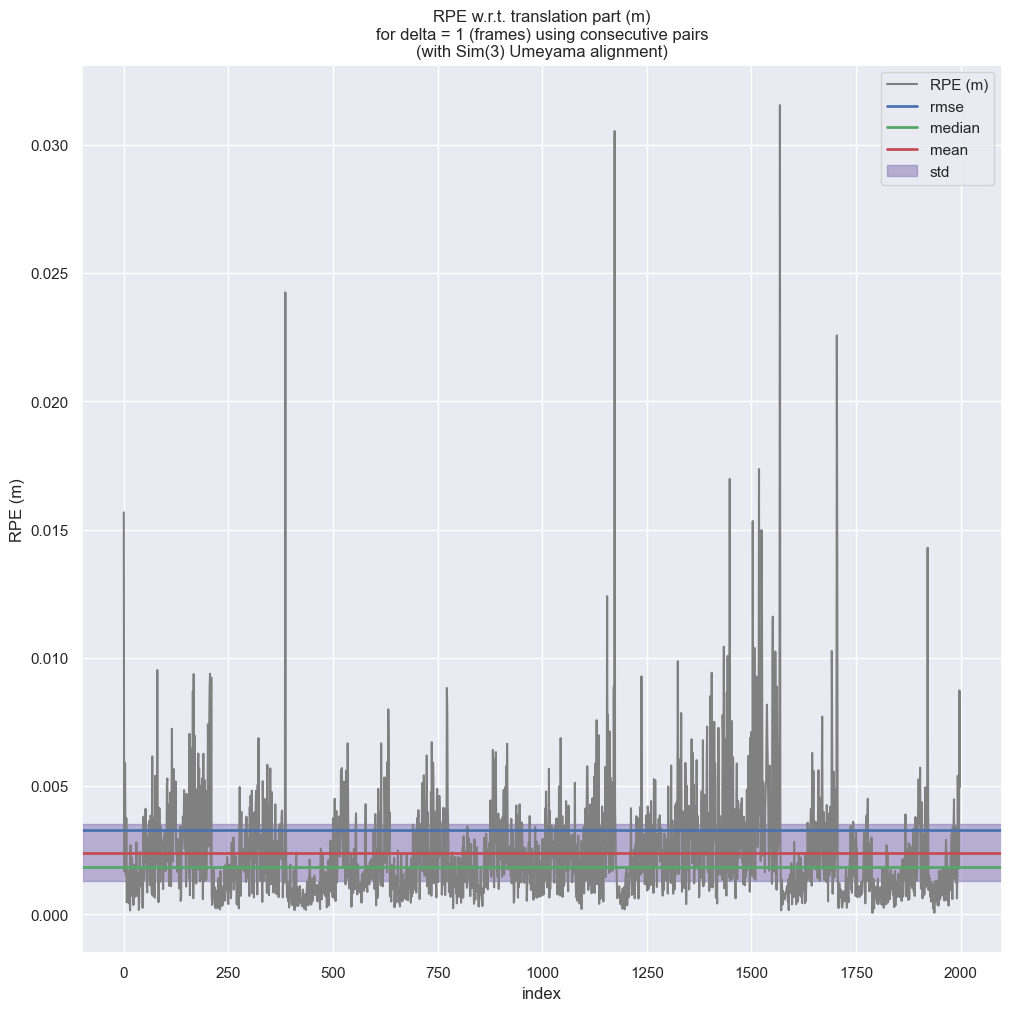 RPE w.r.t. translation part (m)
for delta = 1 (frames) using consecutive pairs
(with Sim(3) Umeyama alignment)
RPE (m)
rmse
median
mean
std
0.030
0.025
0.020
0.015
0.010
0.005
0.000
RPE (m)
0
250
500
750
1000
1250
1500
1750
2000
index